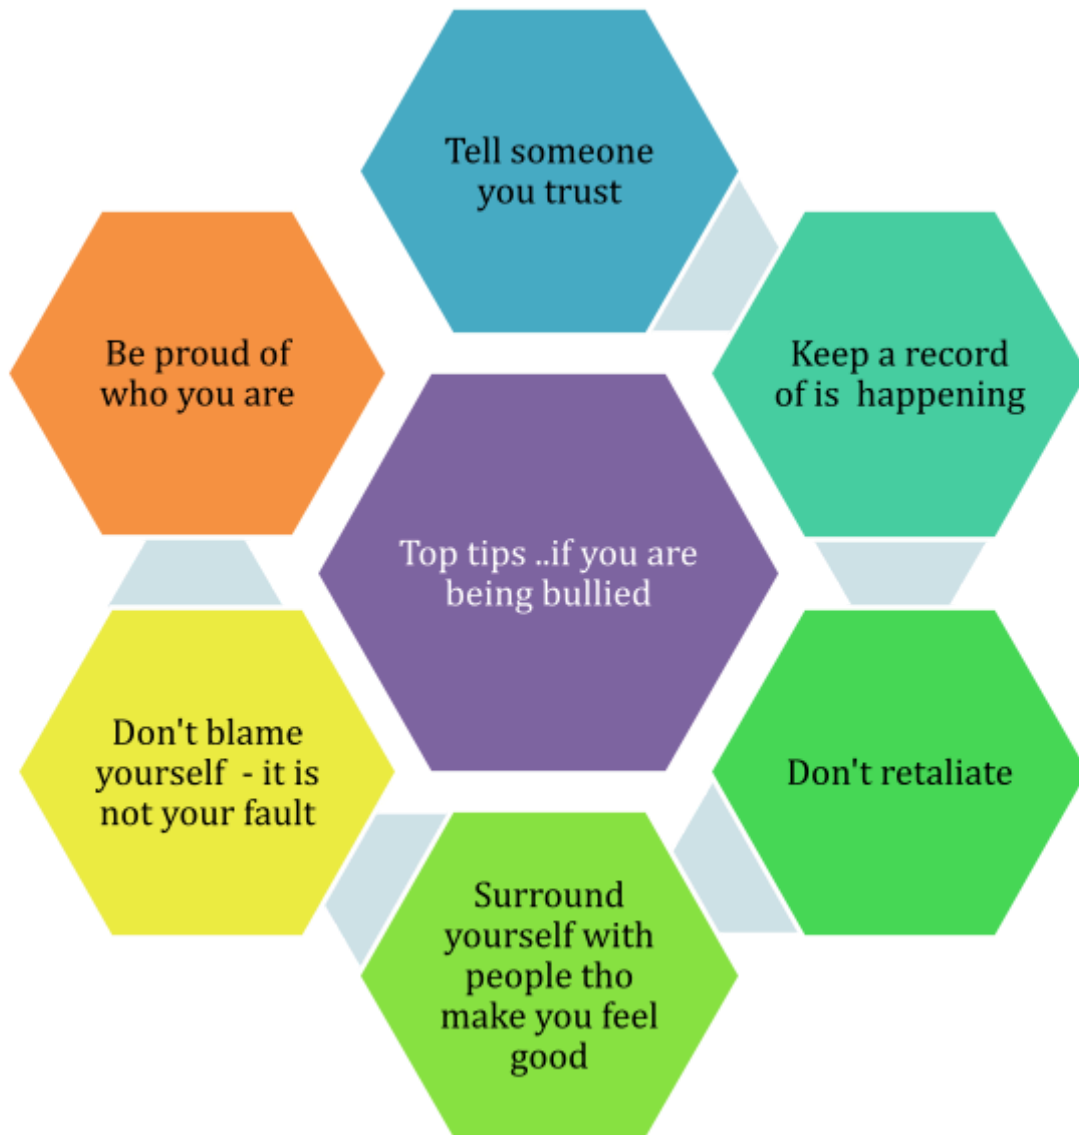 Tell someone
you trust
Keep a record
of is  happening
Don't retaliate
Surround
yourself with
people tho
make you feel
good
Don't blame
yourself  - it is
not your fault
Be proud of
who you are
Top tips ..if you are
being bullied